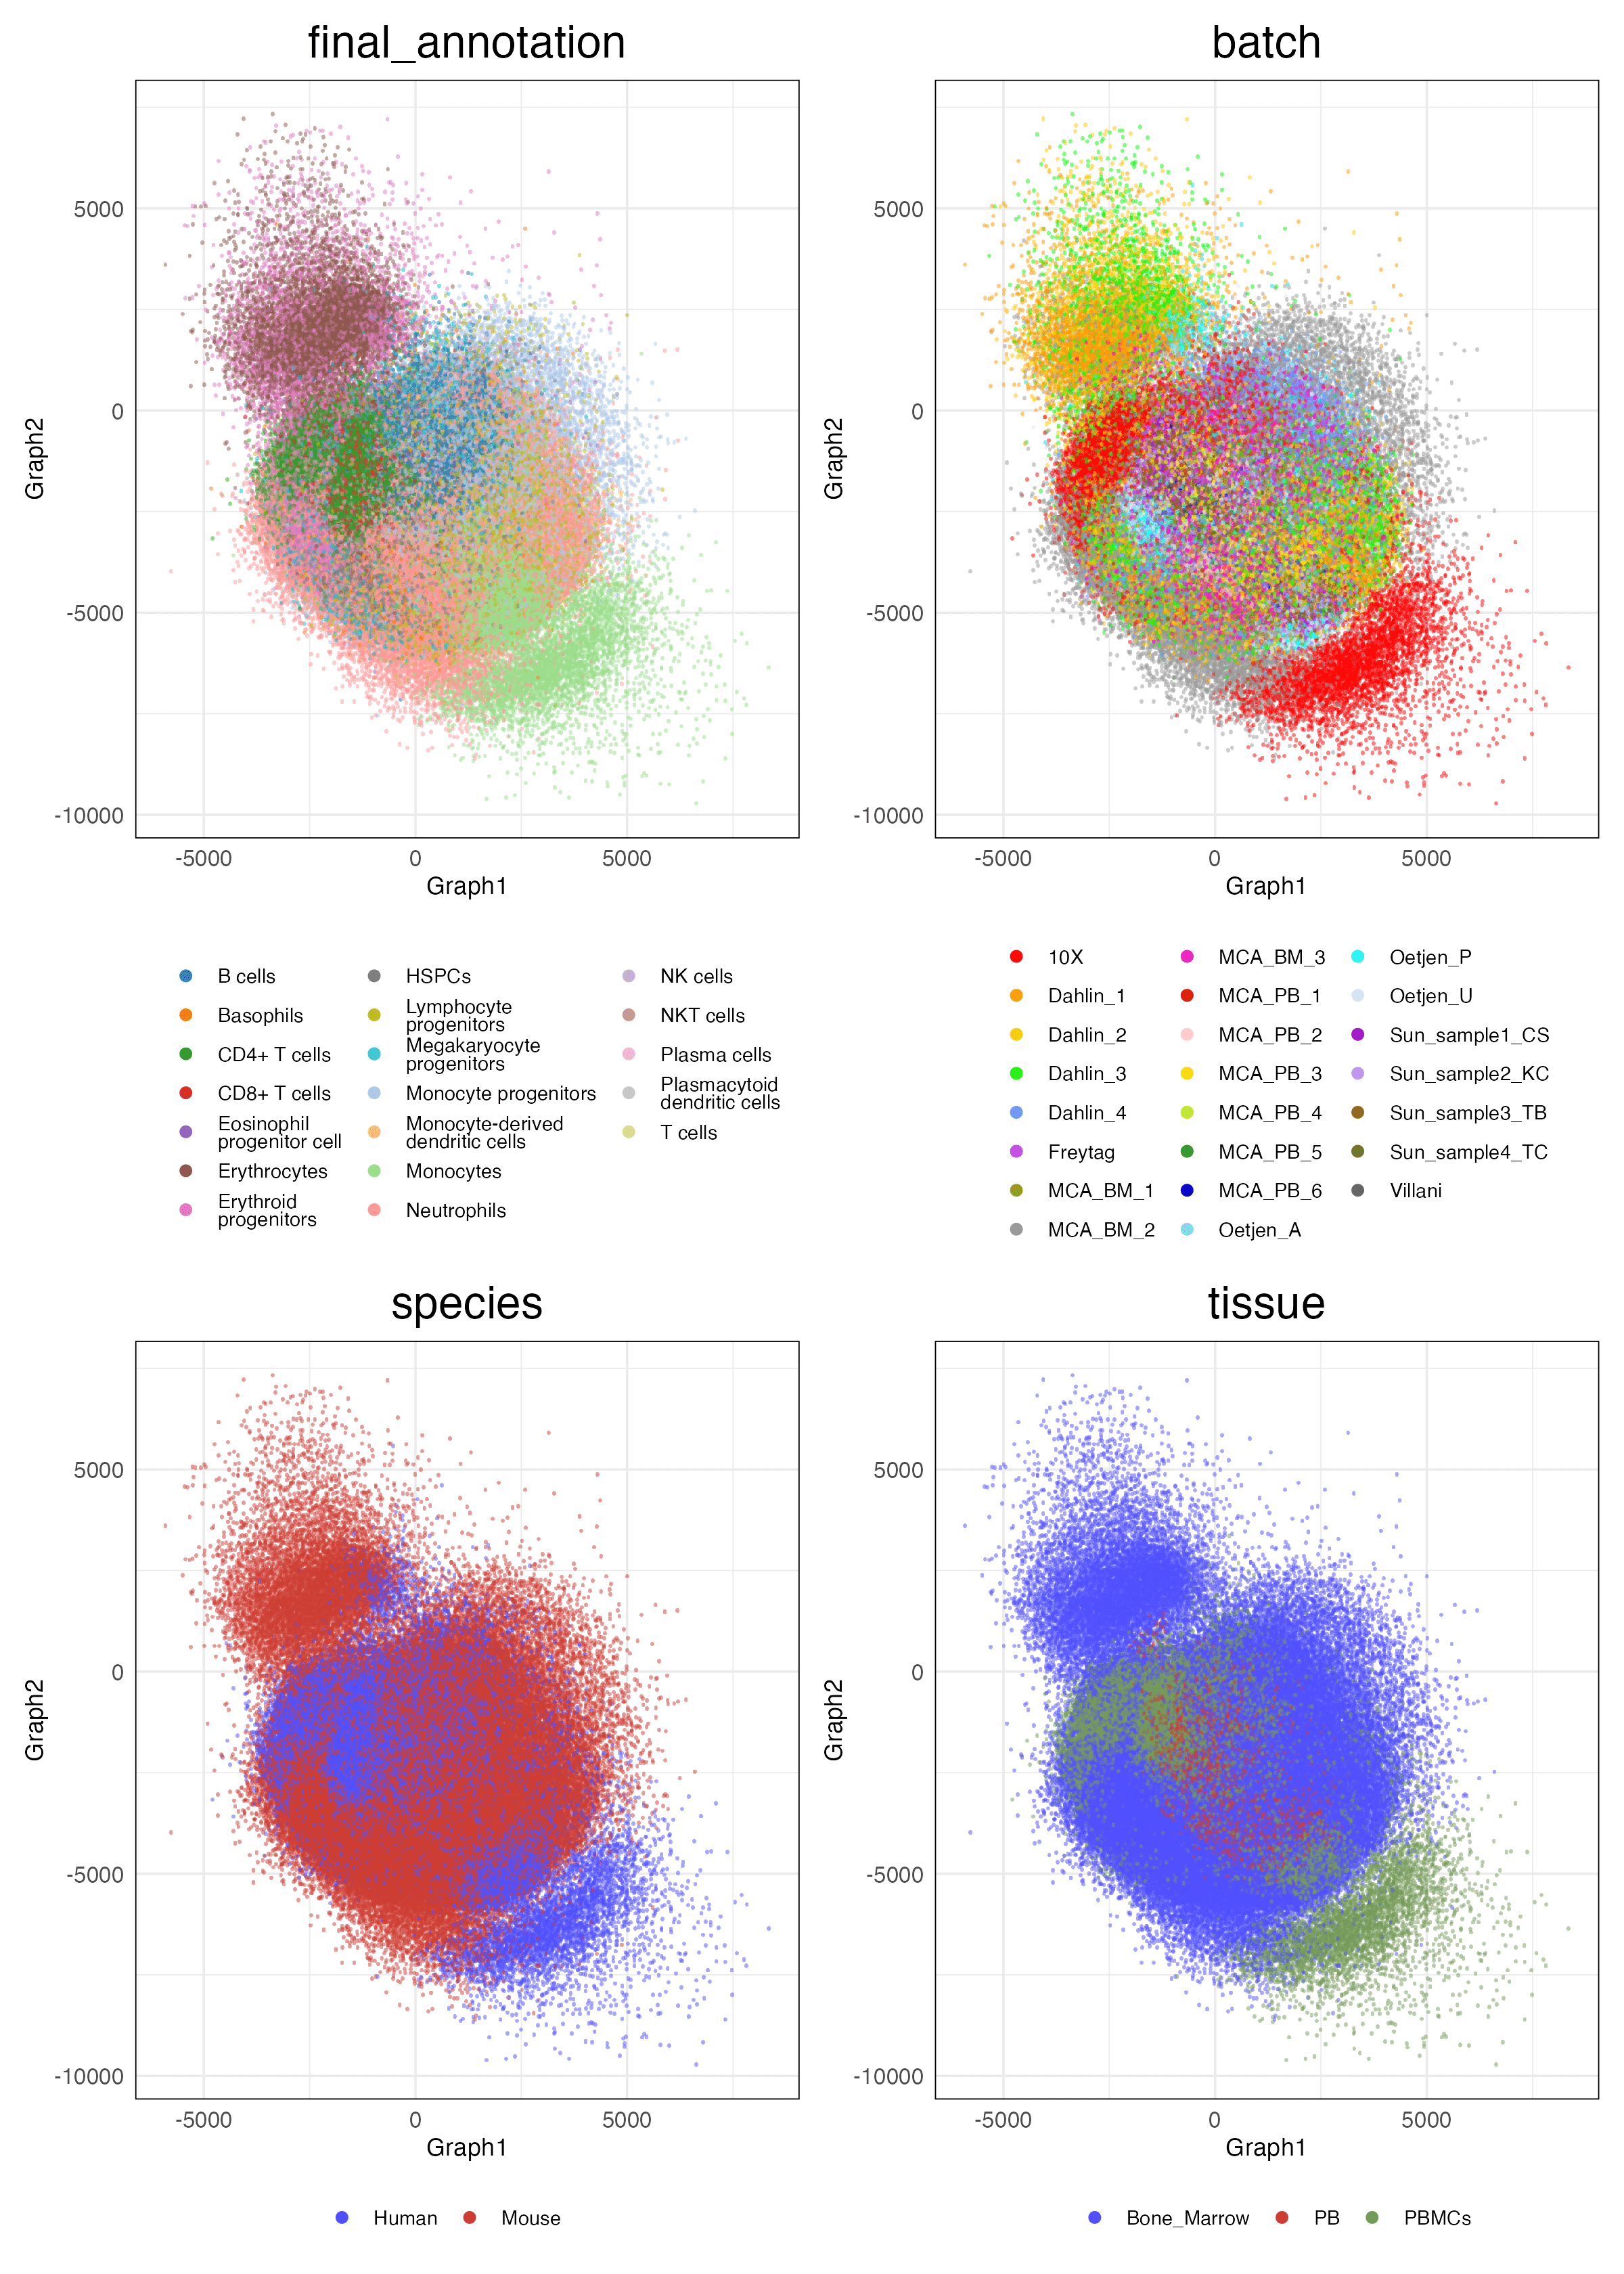 final_annotation
batch
5000
0
-5000
-10000
Graph2
-5000
0
5000
Graph1
5000
0
-5000
-10000
Graph2
-5000
0
5000
Graph1
B cells
Basophils
CD4+ T cells
CD8+ T cells
Eosinophil
progenitor cell
Erythrocytes
Erythroid
progenitors
HSPCs
Lymphocyte
progenitors
Megakaryocyte
progenitors
Monocyte progenitors
Monocyte-derived
dendritic cells
Monocytes
Neutrophils
NK cells
NKT cells
Plasma cells
Plasmacytoid
dendritic cells
T cells
10X
Dahlin_1
Dahlin_2
Dahlin_3
Dahlin_4
Freytag
MCA_BM_1
MCA_BM_2
MCA_BM_3
MCA_PB_1
MCA_PB_2
MCA_PB_3
MCA_PB_4
MCA_PB_5
MCA_PB_6
Oetjen_A
Oetjen_P
Oetjen_U
Sun_sample1_CS
Sun_sample2_KC
Sun_sample3_TB
Sun_sample4_TC
Villani
species
tissue
5000
0
-5000
-10000
Graph2
-5000
0
5000
Graph1
5000
0
-5000
-10000
Graph2
-5000
0
5000
Graph1
Human
Mouse
Bone_Marrow
PB
PBMCs